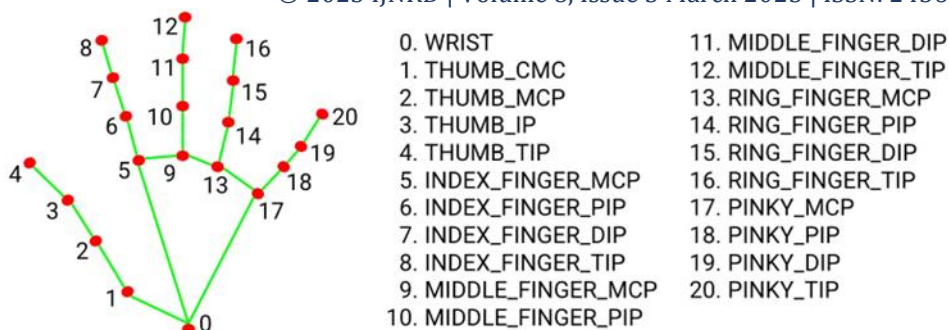 © 2023 IJNRD | Volume 8, Issue 3 March 2023 | ISSN:
12
8
16
11
7
15
10
6
14
20
19
4
5
9
13
18
3
17
2
1
0
0. WRIST
1. THUMB_CMC
2. THUMB_MCP
3. THUMB_IP
4. THUMB_TIP
5. INDEX_FINGER_MCP
6. INDEX_FINGER_PIP
7. INDEX_FINGER_DIP
8. INDEX_FINGER_TIP
9. MIDDLE_FINGER_MCP
10. MIDDLE_FINGER_PIP
11. MIDDLE_FINGER_DIP
12. MIDDLE_FINGER_TIP
13. RING_FINGER_MCP
14. RING_FINGER_PIP
15. RING_FINGER_DIP
16. RING_FINGER_TIP
17. PINKY_MCP
18. PINKY_PIP
19. PINKY_DIP
20. PINKY_TIP